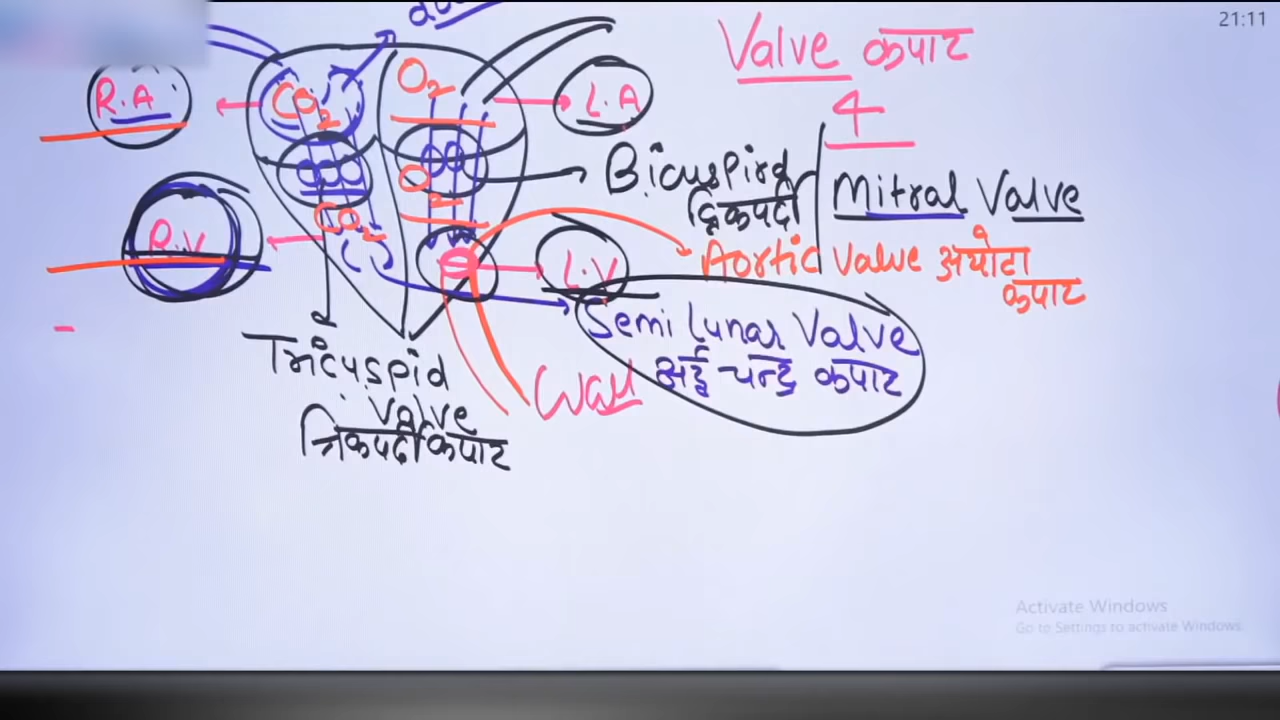 21:11
Valve कपाट
4
R.A
CO2
O2
L.A
Bicuspird
द्विकपर्दी
Mitral Valve
O2
CO2
R.V
L.V
Aortic Valve अयोटा
कपाट
Semi Lunar Valve
अर्द्ध चन्द्र कपाट
Tricuspid
Valve
त्रिकपर्दी कपाट
Wall
Activate Windows
Go to Settings to activate Windows.